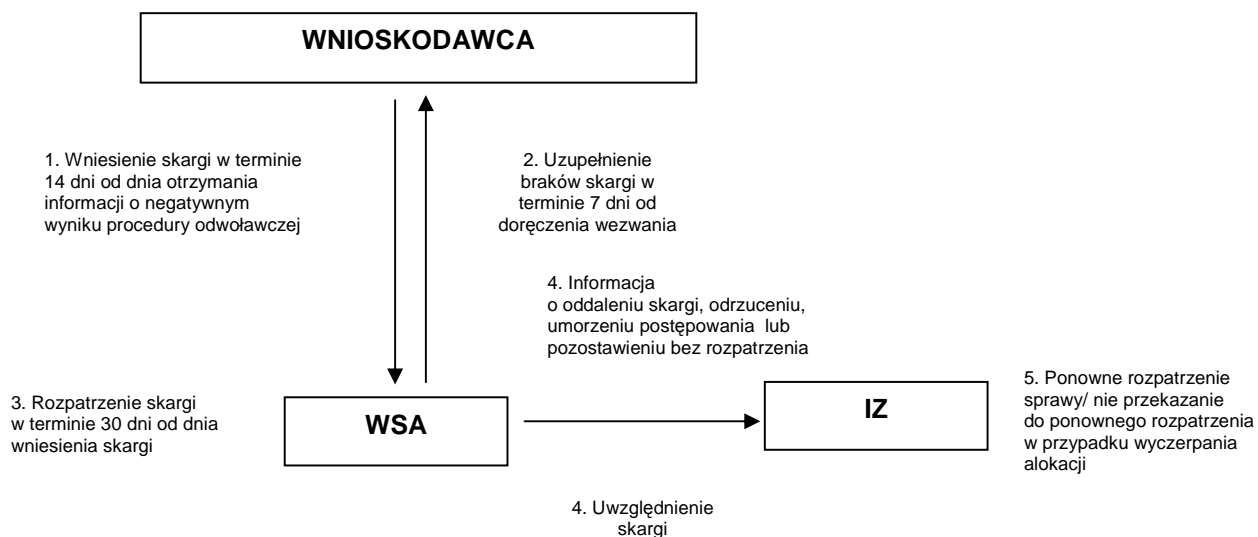 WNIOSKODAWCA
1. Wniesienie skargi w terminie
14 dni od dnia otrzymania
informacji o negatywnym
wyniku procedury odwoławczej
2. Uzupełnienie
braków skargi w
terminie 7 dni od
doręczenia wezwania
4. Informacja
o oddaleniu skargi, odrzuceniu,
umorzeniu postępowania lub
pozostawieniu bez rozpatrzenia
3. Rozpatrzenie skargi
w terminie 30 dni od dnia
wniesienia skargi
WSA
IZ
5. Ponowne rozpatrzenie
sprawy/ nie przekazanie
do ponownego rozpatrzenia
w przypadku wyczerpania
alokacji
4. Uwzględnienie
skargi